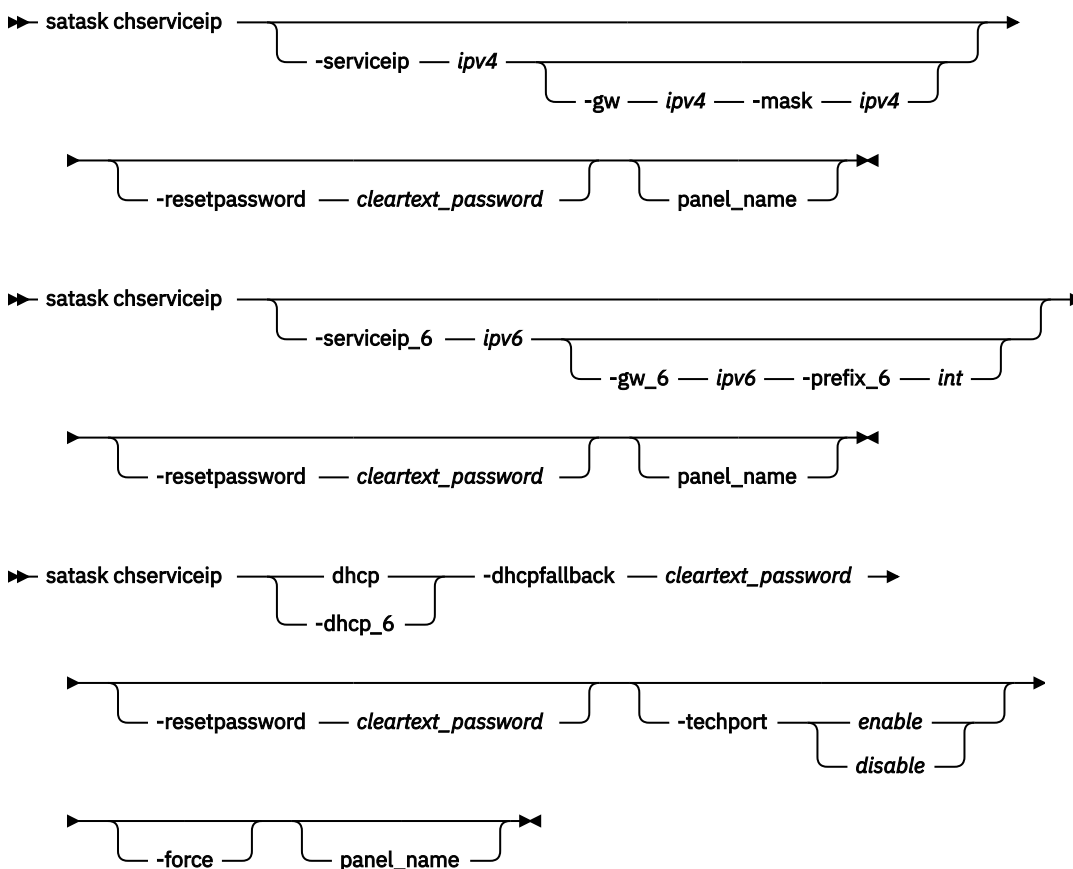 satask chserviceip
-serviceip ipv4
-gw ipv4 -mask ipv4
-resetpassword cleartext_password panel_name
satask chserviceip
-serviceip_6 ipv6
-gw_6 ipv6 -prefix_6 int
-resetpassword cleartext_password panel_name
satask chserviceip dhcp -dhcpfallback cleartext_password
-dhcp_6
-resetpassword cleartext_password -techport enable
disable
-force panel_name